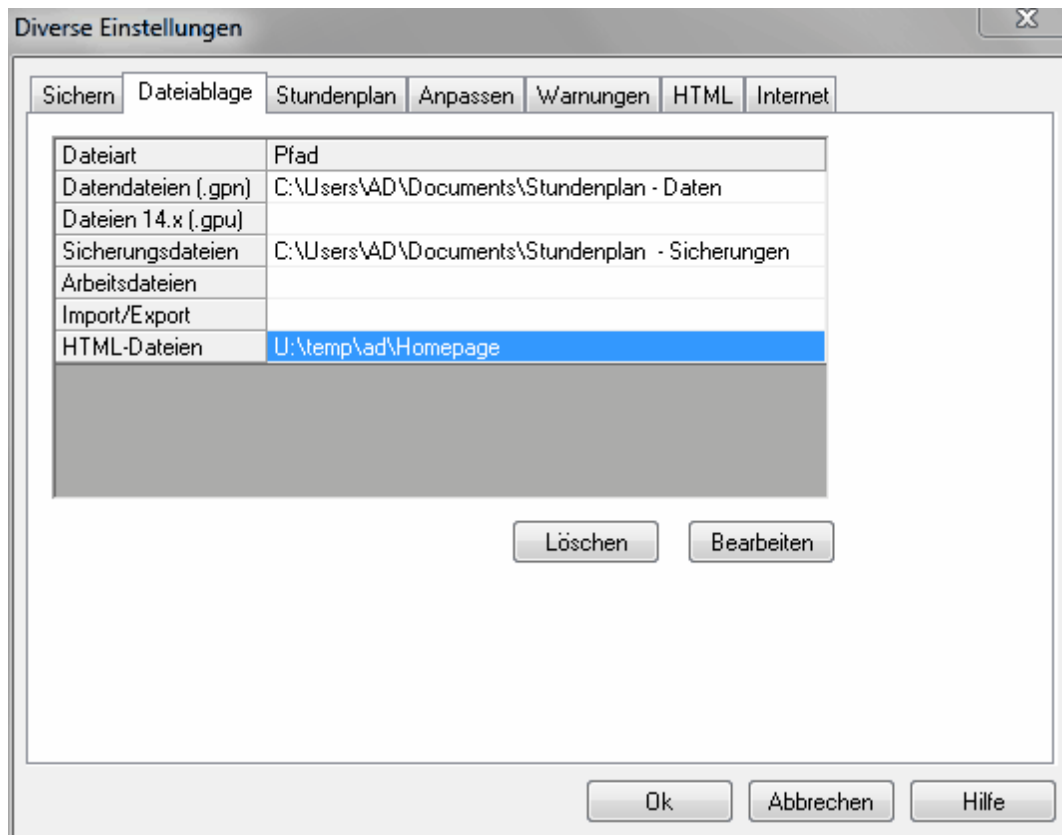 Diverse Einstellungen
Sichern Dateiablage Stundenplan Anpassen Warnungen HTML Internet
Dateiart Pfad
Datendateien (.gpn) C:\Users\AD\Documents\Stundenplan - Daten
Dateien 14.x (.gpu)
Sicherungsdateien C:\Users\AD\Documents\Stundenplan  - Sicherungen
Arbeitsdateien
Import/Export
HTML-Dateien U:\temp\ad\Homepage
Löschen Bearbeiten
Ok Abbrechen Hilfe